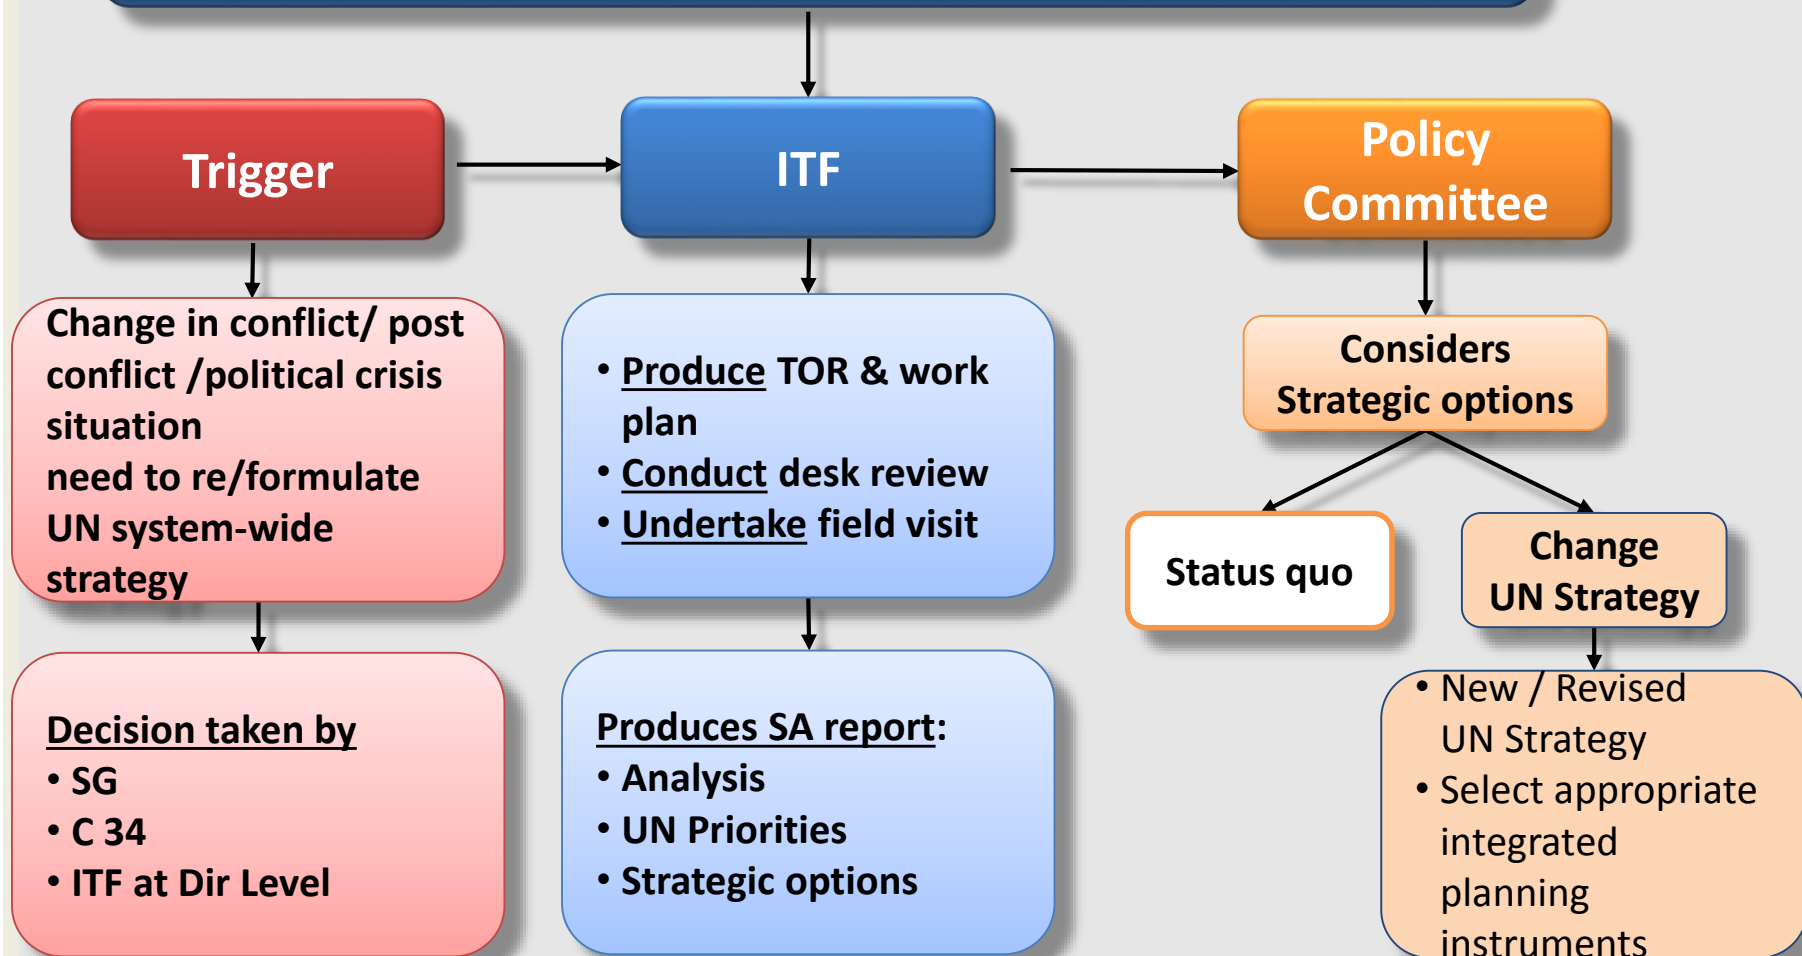 Trigger
ITF
Policy
Committee
Change in conflict/ post
conflict /political crisis
situation
need to re/formulate
UN system-wide
strategy
• Produce TOR & work
plan
• Conduct desk review
• Undertake field visit
Considers
Strategic options
Status quo
Change
UN Strategy
Decision taken by
• SG
• C 34
• ITF at Dir Level
Produces SA report:
• Analysis
• UN Priorities
• Strategic options
• New / Revised
UN Strategy
• Select appropriate
integrated
planning
instruments